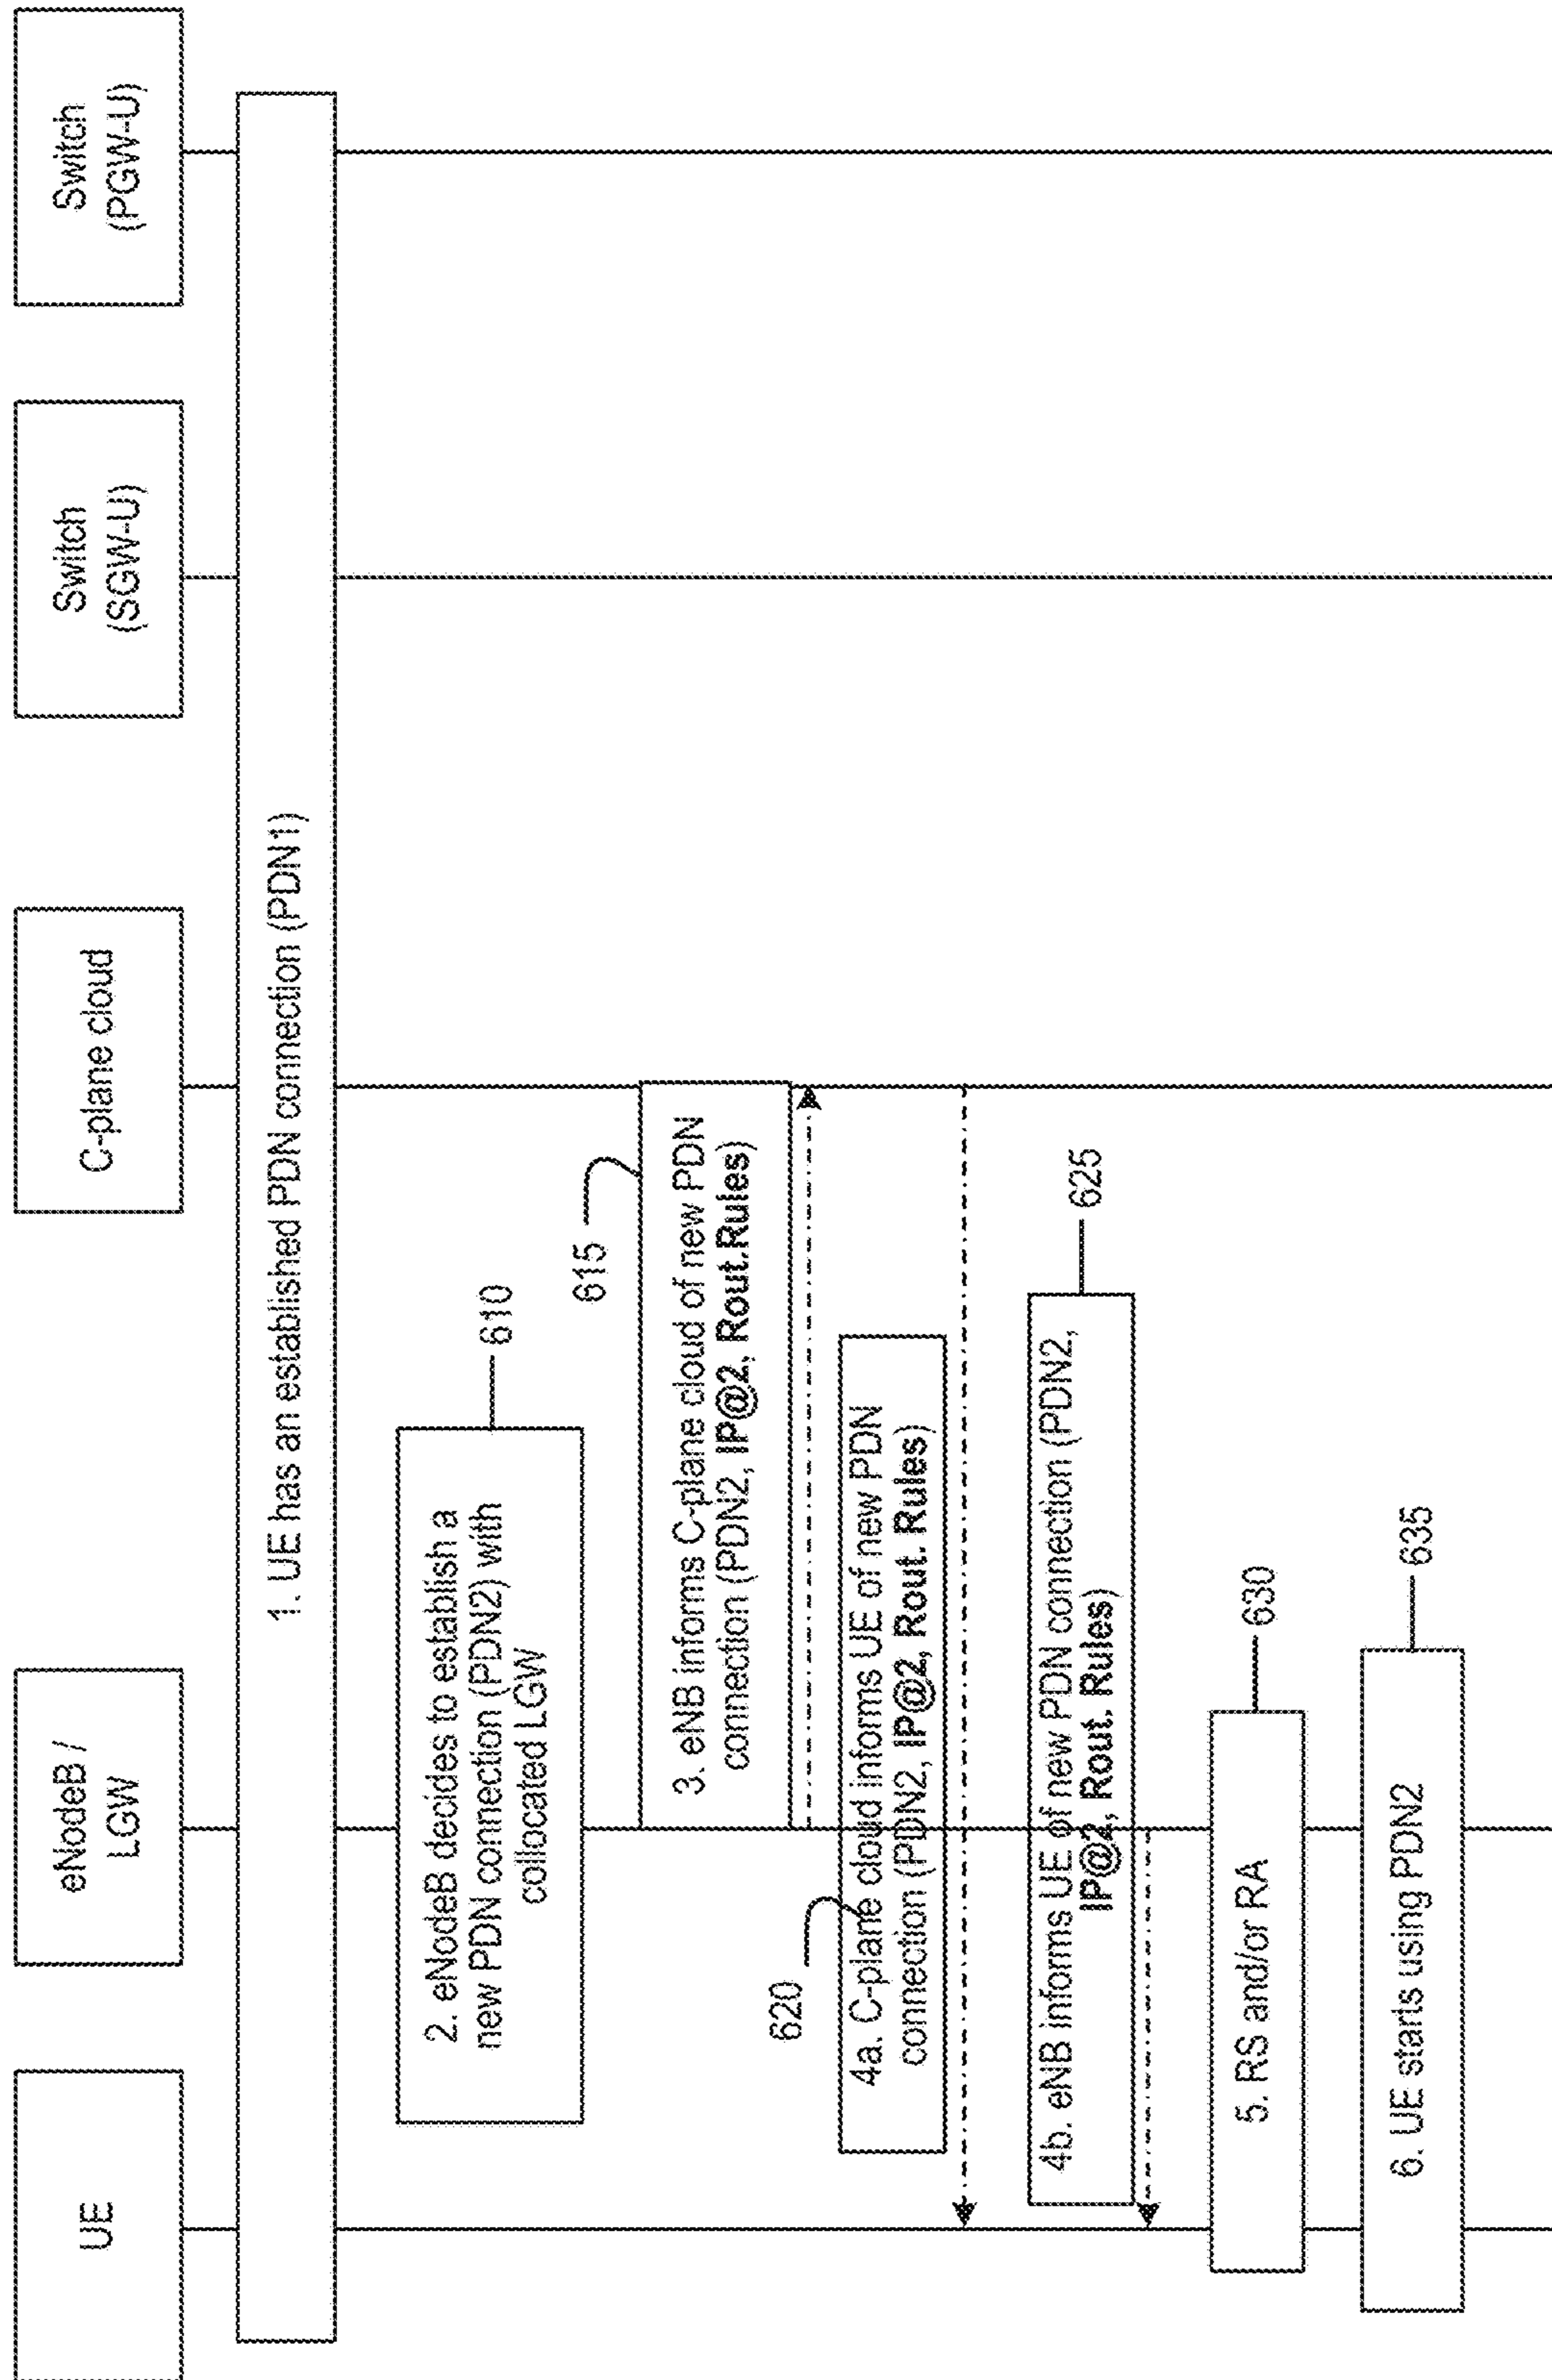 UE
eNodeB /
LGW
C-plane cloud
Switch
(SGW-U)
Switch
(PGW-U)
1. UE has an established PDN connection (PDN1)
2. eNodeB decides to establish a
new PDN connection (PDN2) with
collocated LGW
610
615
3. eNB informs C-plane cloud of new PDN
connection (PDN2, IP@2, Rout.Rules)
620
4a. C-plane cloud informs UE of new PDN
connection (PDN2, IP@2, Rout. Rules)
4b. eNB informs UE of new PDN connection (PDN2,
IP@2, Rout. Rules)
625
5. RS and/or RA
630
6. UE starts using PDN2
635